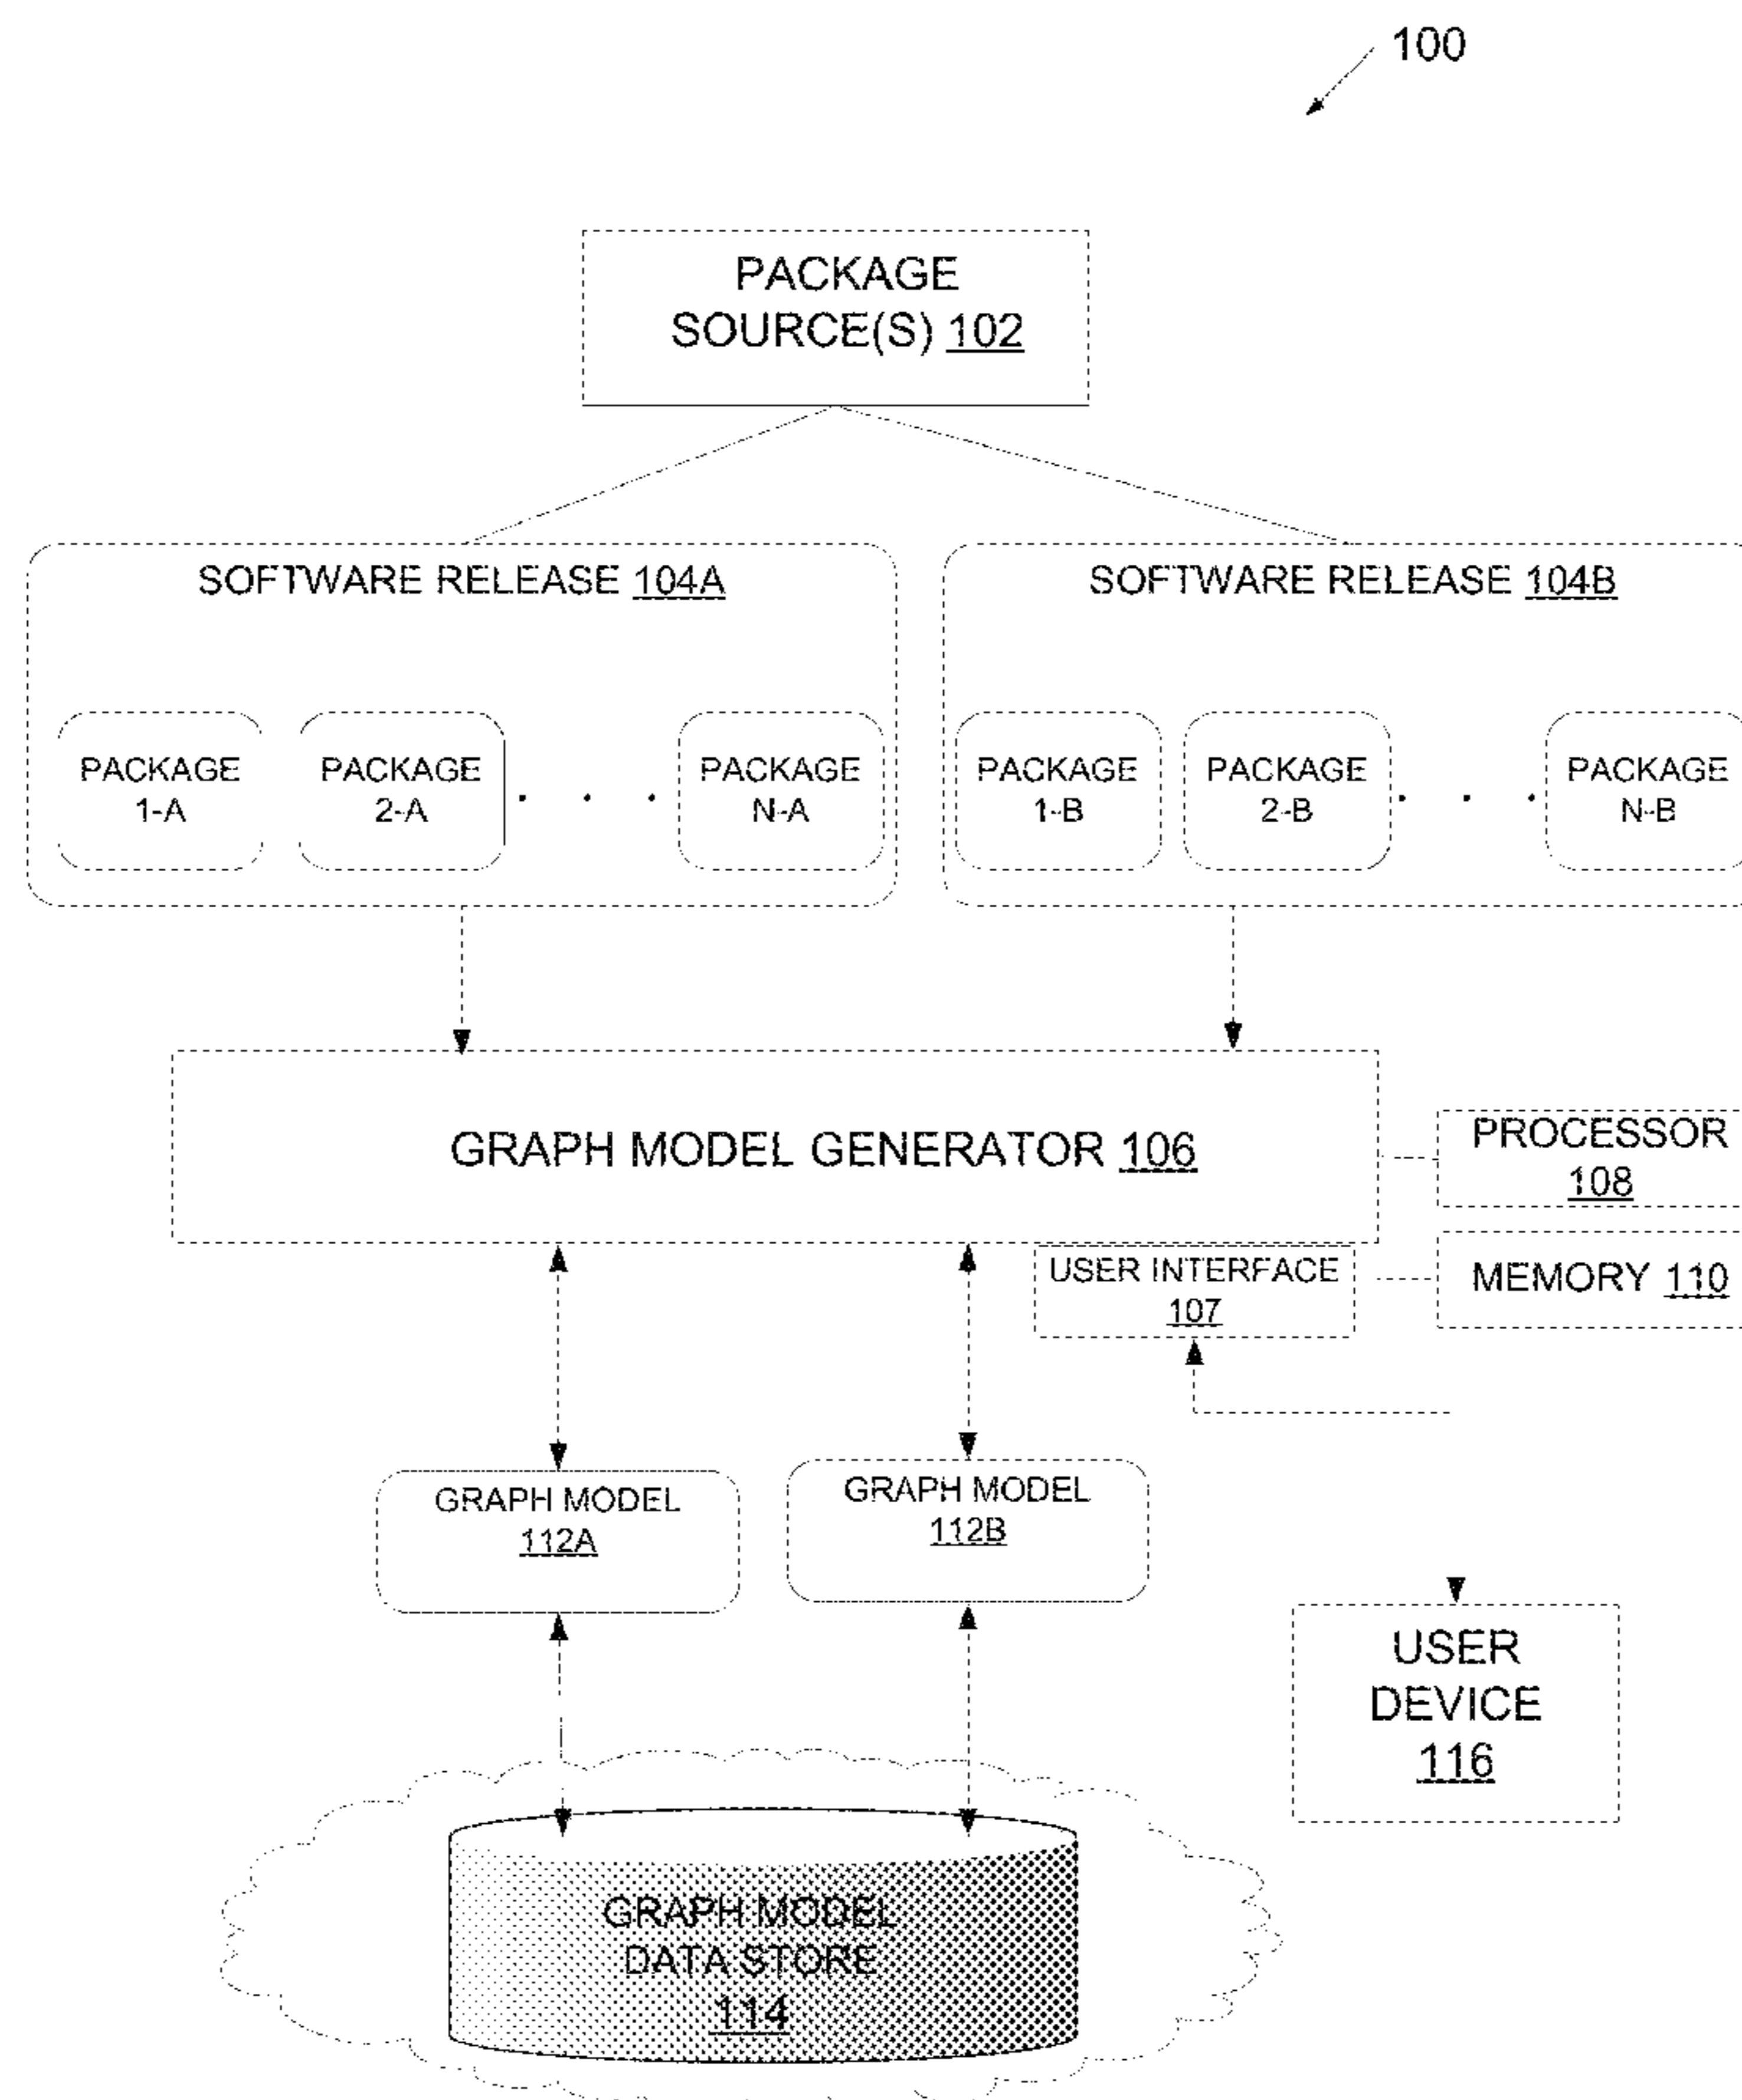 100
PACKAGE
SOURCE(S) 102
SOFTWARE RELEASE 104A
SOFTWARE RELEASE 104B
PACKAGE
1-A
PACKAGE
2-A
. . .
PACKAGE
N-A
PACKAGE
1-B
PACKAGE
2-B
. . .
PACKAGE
N-B
GRAPH MODEL GENERATOR 106
PROCESSOR
108
USER INTERFACE
107
MEMORY 110
GRAPH MODEL
112A
GRAPH MODEL
112B
USER
DEVICE
116
GRAPH MODEL
DATA STORE
114